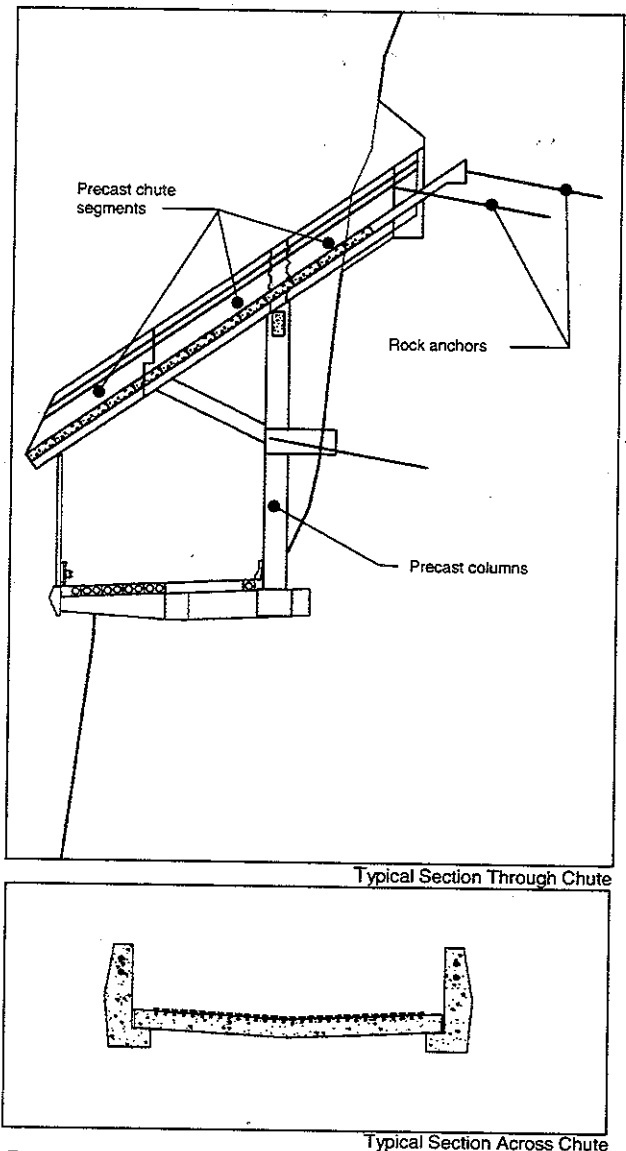 Precast chute
segments
Rock anchors
Precast columns
Typical Section Through Chute
Typical Section Across Chute